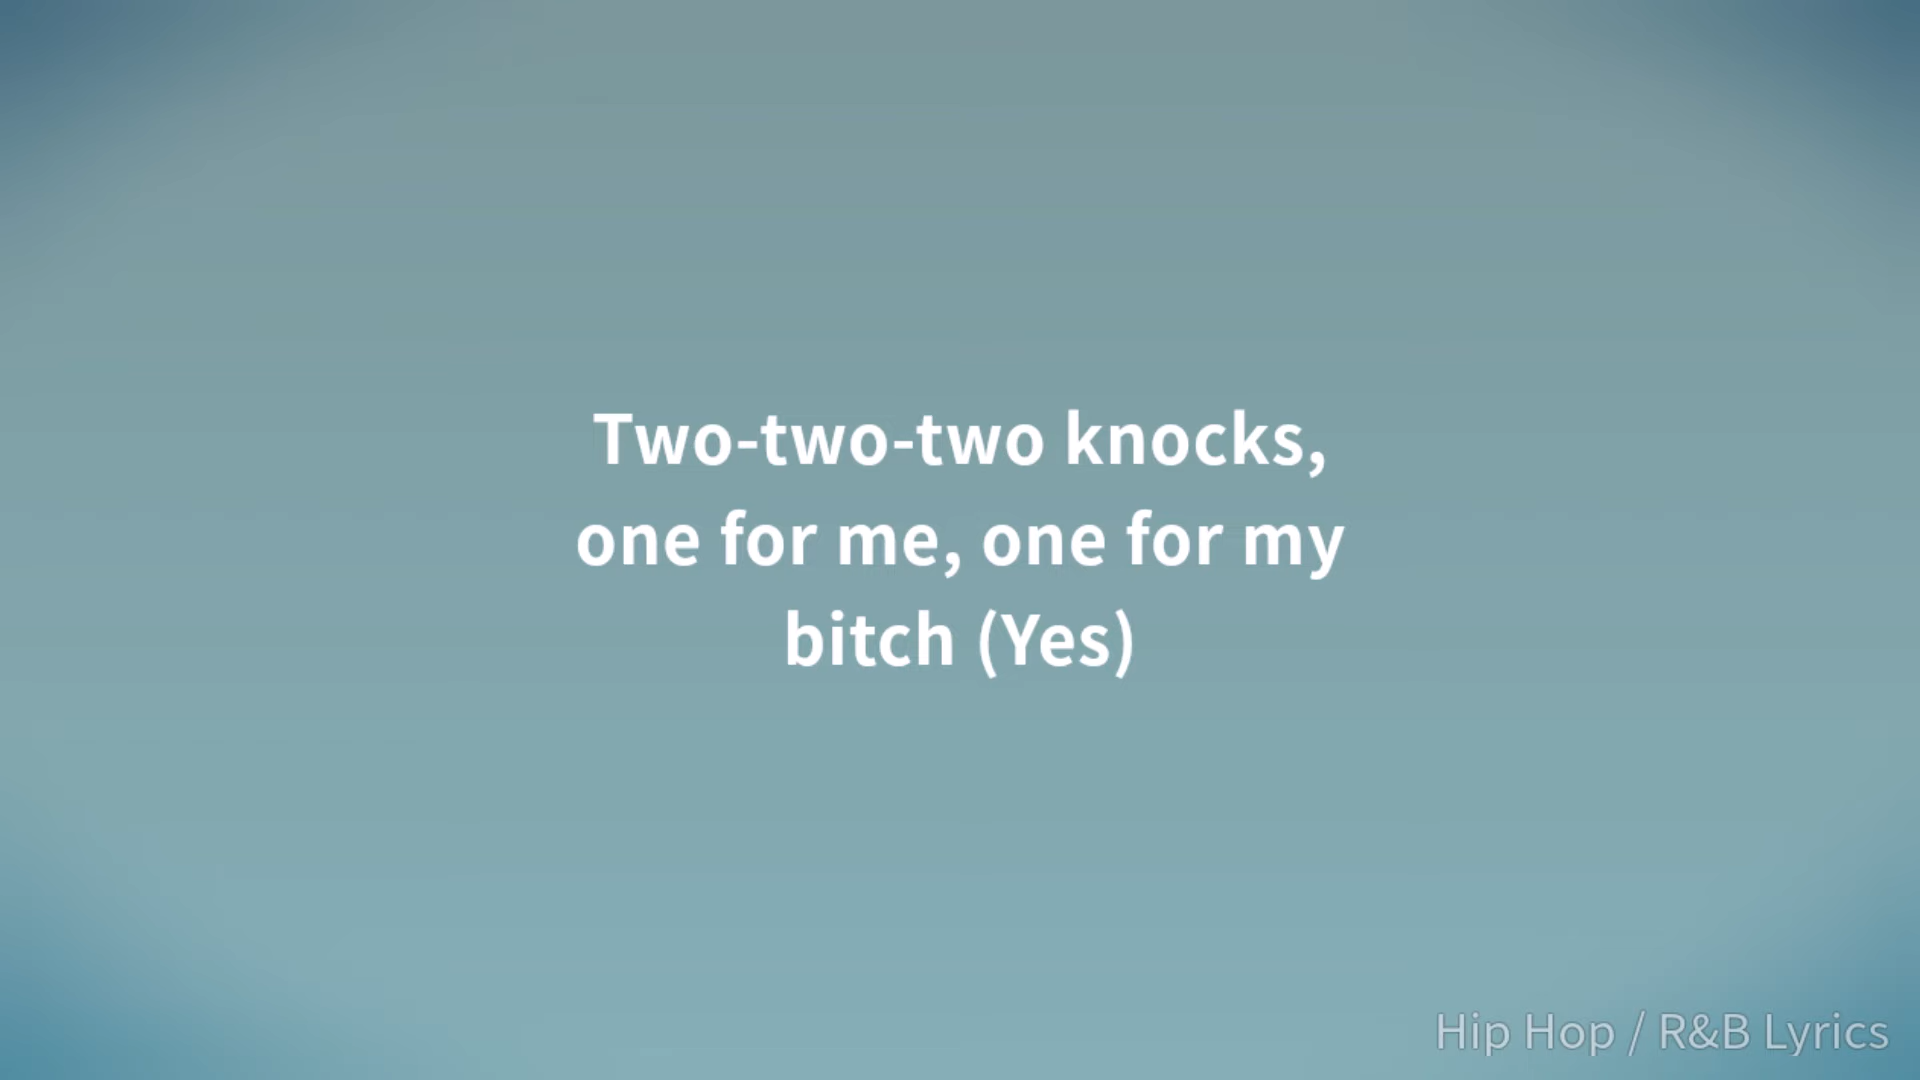 Two-two-two knocks,
one for me, one for my
bitch (Yes)
Hip Hop / R&B Lyrics